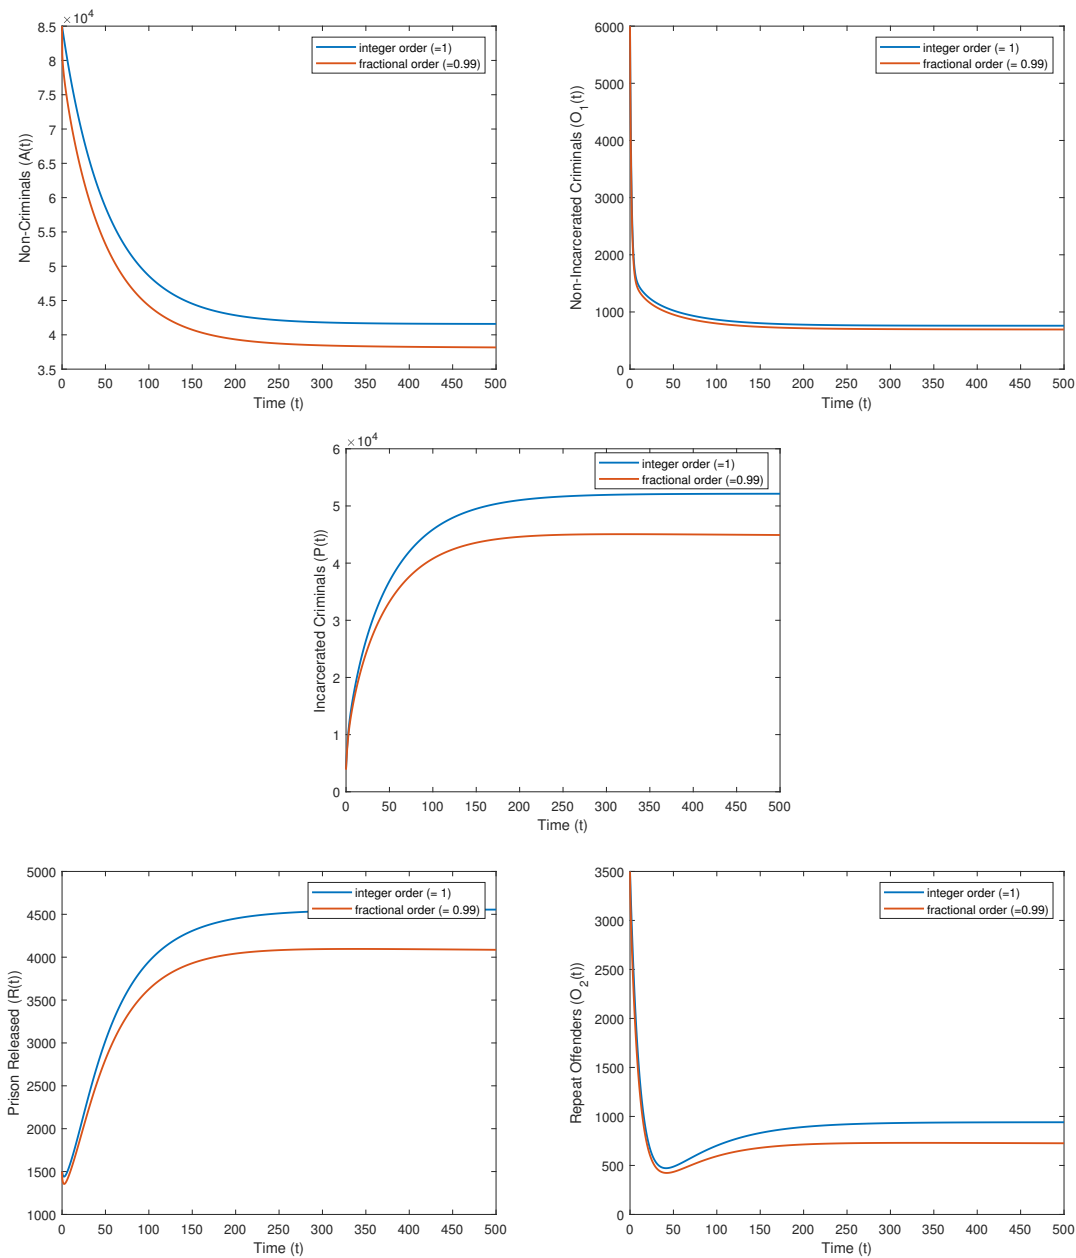 ×10⁴
8.5
8
7.5
7
6.5
6
5.5
5
4.5
4
3.5
Non-Criminals (A(t))
integer order (=1)
fractional order (=0.99)
0 50 100 150 200 250 300 350 400 450 500
Time (t)
6000
5000
4000
3000
2000
1000
0
Non-Incarcerated Criminals (O₁(t))
integer order (= 1)
fractional order (= 0.99)
0 50 100 150 200 250 300 350 400 450 500
Time (t)
×10⁴
6
5
4
3
2
1
0
Incarcerated Criminals (P(t))
integer order (=1)
fractional order (=0.99)
0 50 100 150 200 250 300 350 400 450 500
Time (t)
5000
4500
4000
3500
3000
2500
2000
1500
1000
Prison Released (R(t))
integer order (= 1)
fractional order (= 0.99)
0 50 100 150 200 250 300 350 400 450 500
Time (t)
3500
3000
2500
2000
1500
1000
500
0
Repeat Offenders (O₂(t))
integer order (=1)
fractional order (=0.99)
0 50 100 150 200 250 300 350 400 450 500
Time (t)